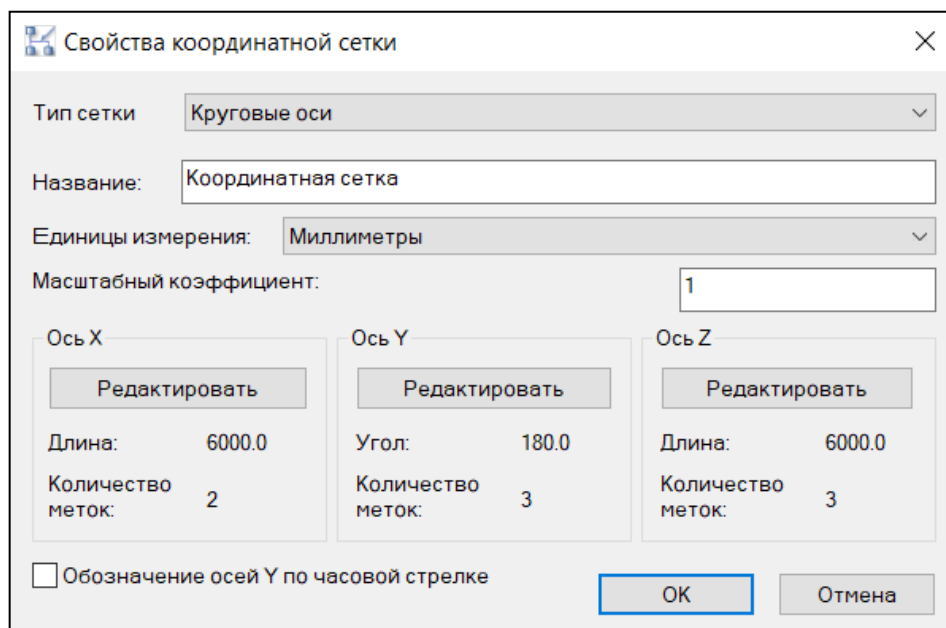 Свойства координатной сетки
Тип сетки Круговые оси
Название: Координатная сетка
Единицы измерения: Миллиметры
Масштабный коэффициент: 1
Ось X Ось Y Ось Z
Редактировать Редактировать Редактировать
Длина: 6000.0 Угол: 180.0 Длина: 6000.0
Количество меток: 2 Количество меток: 3 Количество меток: 3
Обозначение осей Y по часовой стрелке
ОК Отмена